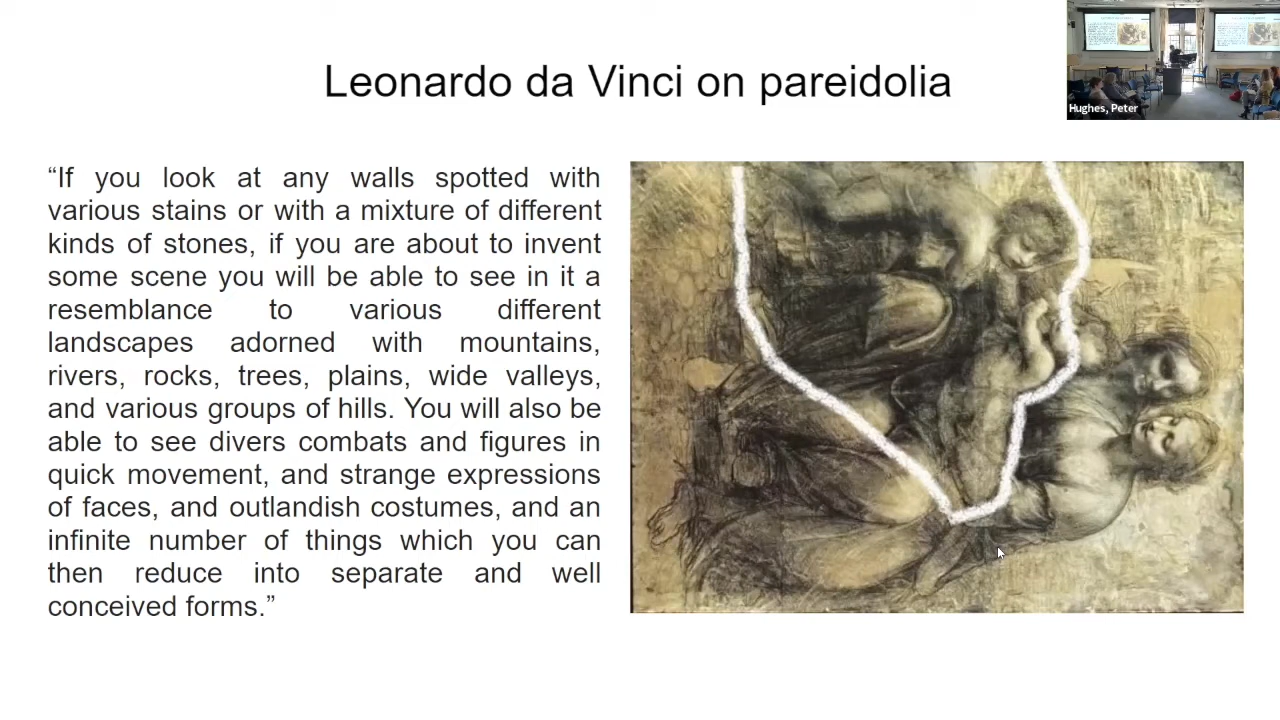 Leonardo da Vinci on pareidolia
Hughes, Peter
“If you look at any walls spotted with
various stains or with a mixture of different
kinds of stones, if you are about to invent
some scene you will be able to see in it a
resemblance to various different
landscapes adorned with mountains,
rivers, rocks, trees, plains, wide valleys,
and various groups of hills. You will also be
able to see divers combats and figures in
quick movement, and strange expressions
of faces, and outlandish costumes, and an
infinite number of things which you can
then reduce into separate and well
conceived forms.”